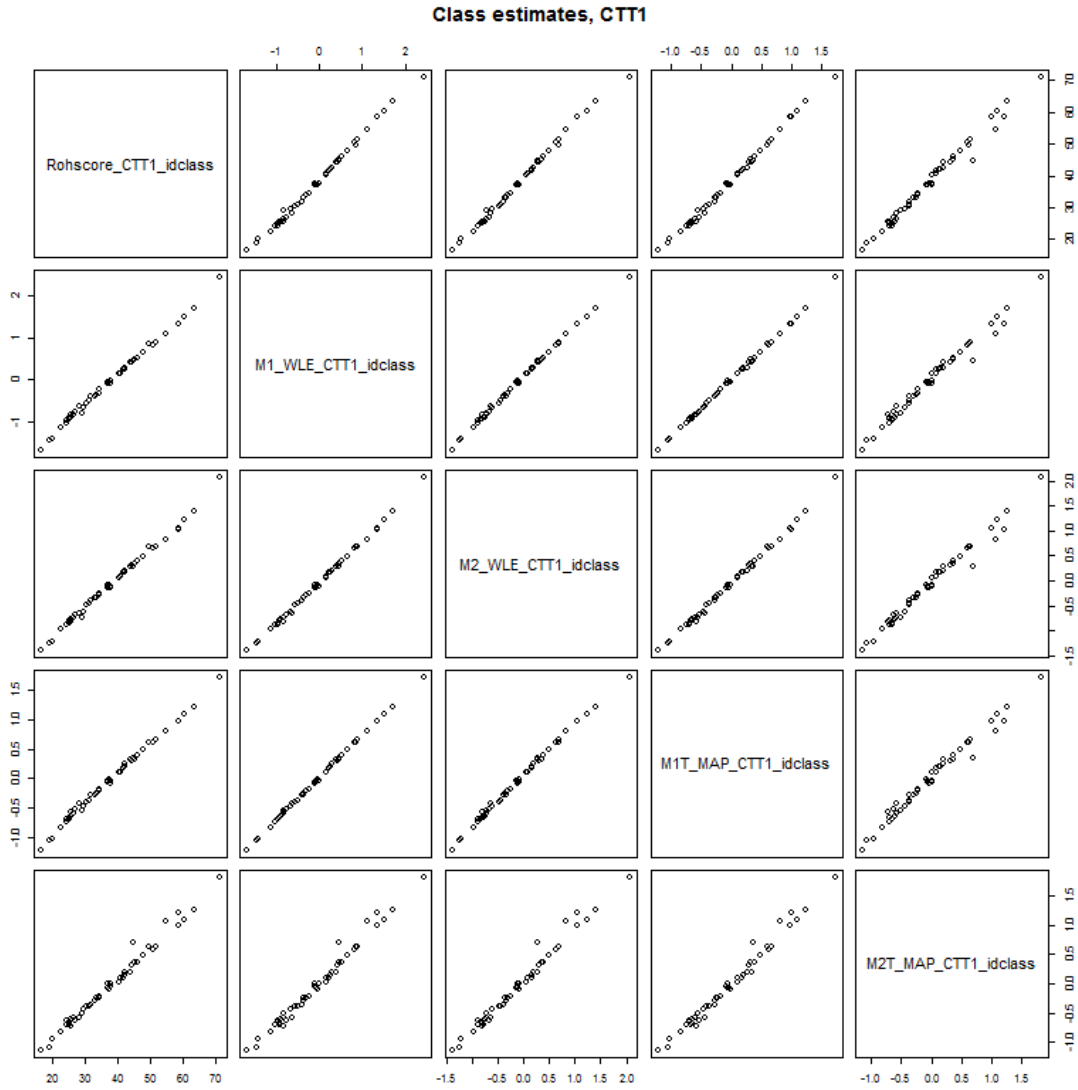 Class estimates, CTT1
-1 0 1 2
-1.0 -0.5 0.0 0.5 1.0 1.5
Rohscore_CTT1_idclass
20 30 40 50 60 70
-1 0 1 2
M1_WLE_CTT1_idclass
M2_WLE_CTT1_idclass
-1.5 -0.5 0.0 0.5 1.0 1.5 2.0
-1.0 -0.5 0.0 0.5 1.0 1.5
M1T_MAP_CTT1_idclass
M2T_MAP_CTT1_idclass
-1.0 -0.5 0.0 0.5 1.0 1.5
20 30 40 50 60 70
-1.5 -0.5 0.0 0.5 1.0 2.0
-1.0 0.0 0.5 1.0 1.5